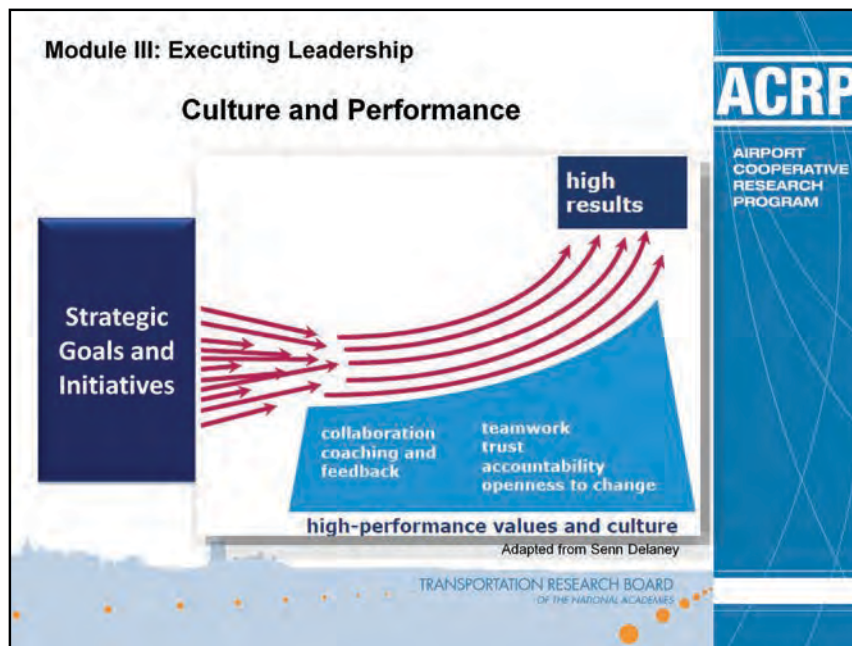 Module III: Executing Leadership
Culture and Performance
ACRP
AIRPORT
COOPERATIVE
RESEARCH
PROGRAM
high
results
Strategic
Goals and
Initiatives
collaboration
coaching and
feedback
teamwork
trust
accountability
openness to change
high-performance values and culture
Adapted from Senn Delaney
TRANSPORTATION RESEARCH BOARD
OF THE NATIONAL ACADEMIES